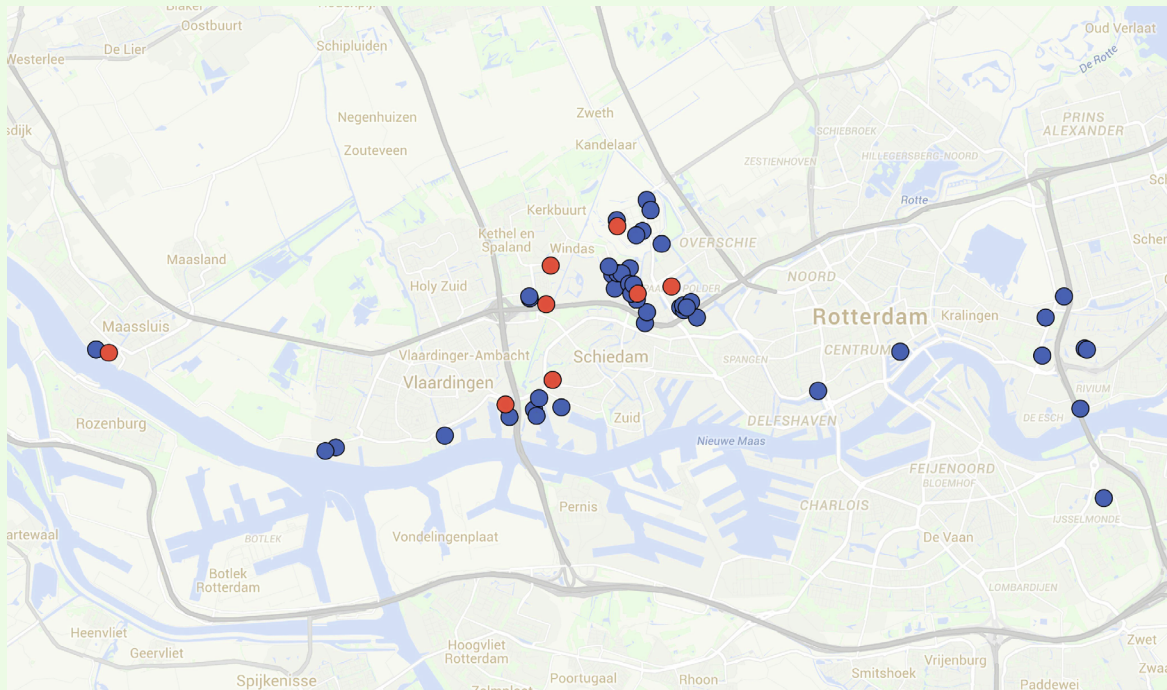 Oud Verlaat
Oostbuurt
De Lier
Schipluiden
Westerlee
De Rotte
Negenhuizen
Zweth
PRINS
ALEXANDER
SCHIEBROEK
Kandelaar
Zouteveen
HILLEGERSBERG-NOORD
ZESTIENHOVEN
Rotte
Kerkbuurt
Kethel en
Spaland
Windas
OVERSCHIE
Maasland
NOORD
Holy Zuid
Rotterdam
Kralingen
Maassluis
CENTRUM
Vlaardinger-Ambacht
Schiedam
SPANGEN
Vlaardingen
RIVIUM
Rozenburg
Zuid
DELFSHAVEN
DE ESCH
Nieuwe Maas
FEIJENOORD
BLOEMHOF
Pernis
CHARLOIS
IJSSELMONDE
BOTLEK
Vondelingenplaat
De Vaan
Botlek
Rotterdam
LOMBARDIJEN
Heenvliet
Geervliet
Hoogvliet
Rotterdam
Vrijenburg
Smitshoek
Spijkenisse
Poortugaal
Rhoon
Paddewei